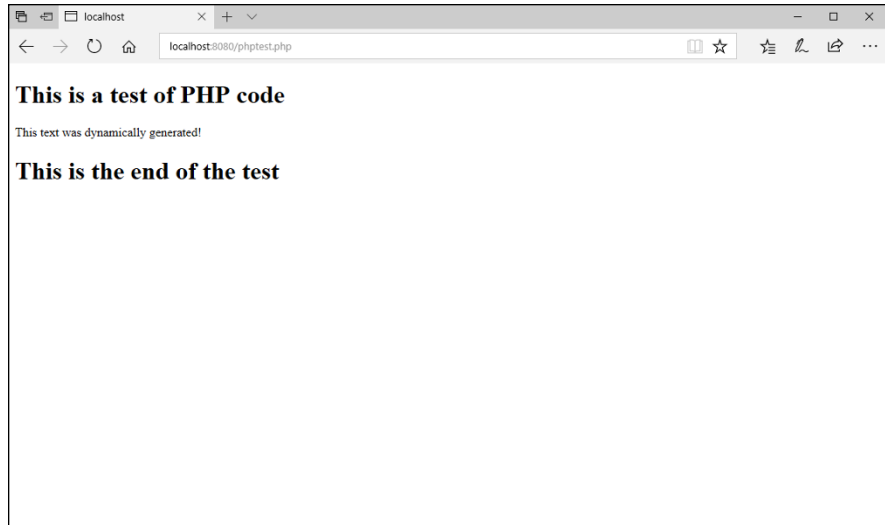 localhost
localhost:8080/phptest.php
This is a test of PHP code
This text was dynamically generated!
This is the end of the test